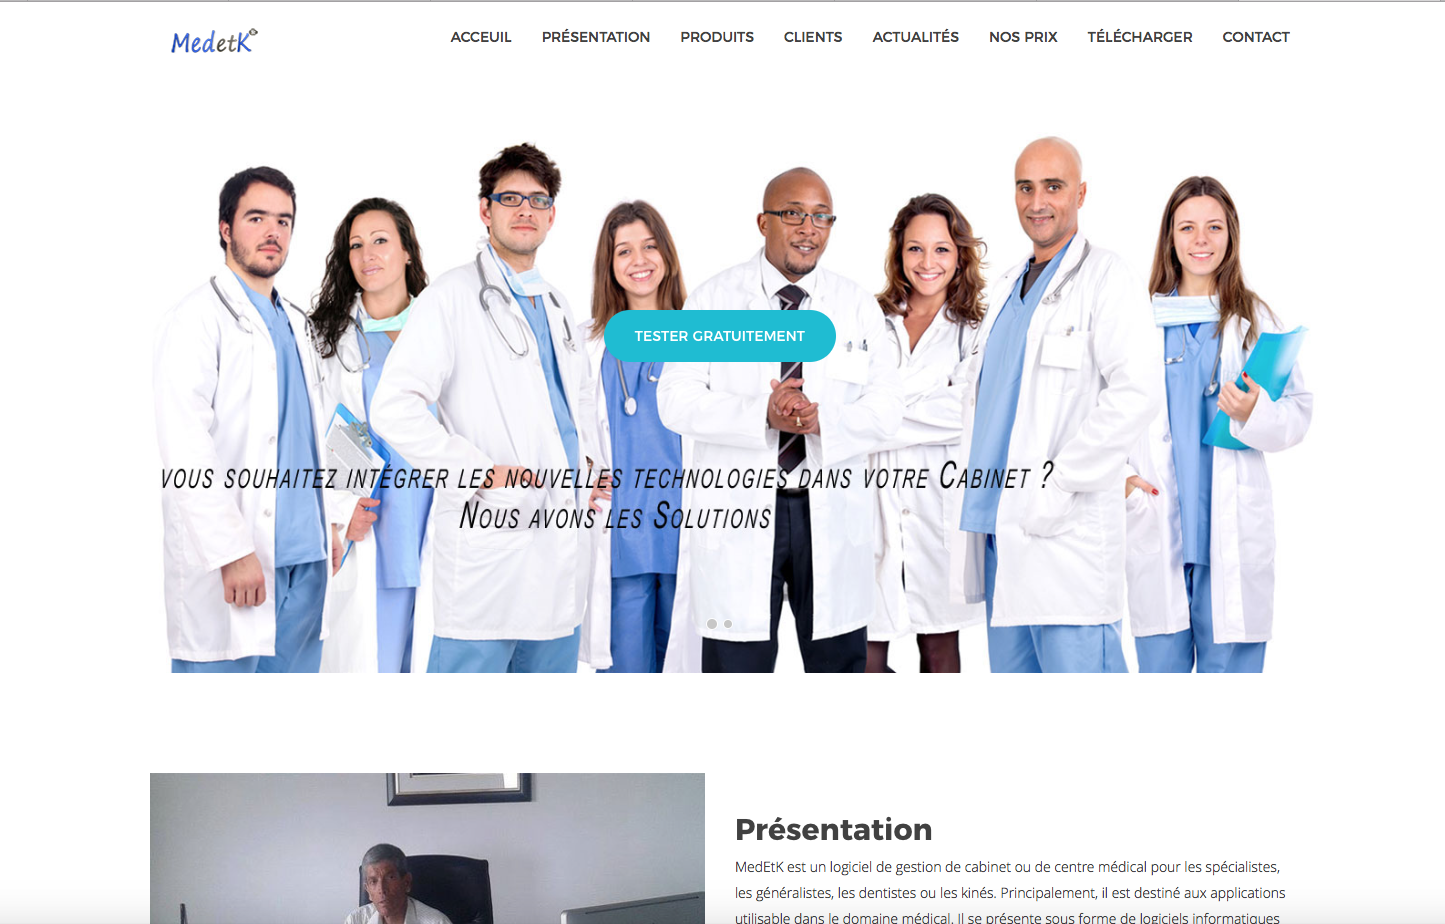 MedetK
ACCEUIL PRÉSENTATION PRODUITS CLIENTS ACTUALITÉS NOS PRIX TÉLÉCHARGER CONTACT
TESTER GRATUITEMENT
VOUS SOUHAITEZ INTÉGRER LES NOUVELLES TECHNOLOGIES DANS VOTRE CABINET ?
NOUS AVONS LES SOLUTIONS
Présentation
MedEtK est un logiciel de gestion de cabinet ou de centre médical pour les spécialistes,
les généralistes, les dentistes ou les kinés. Principalement, il est destiné aux applications
utilisable dans le domaine médical. Il se présente sous forme de logiciels informatiques